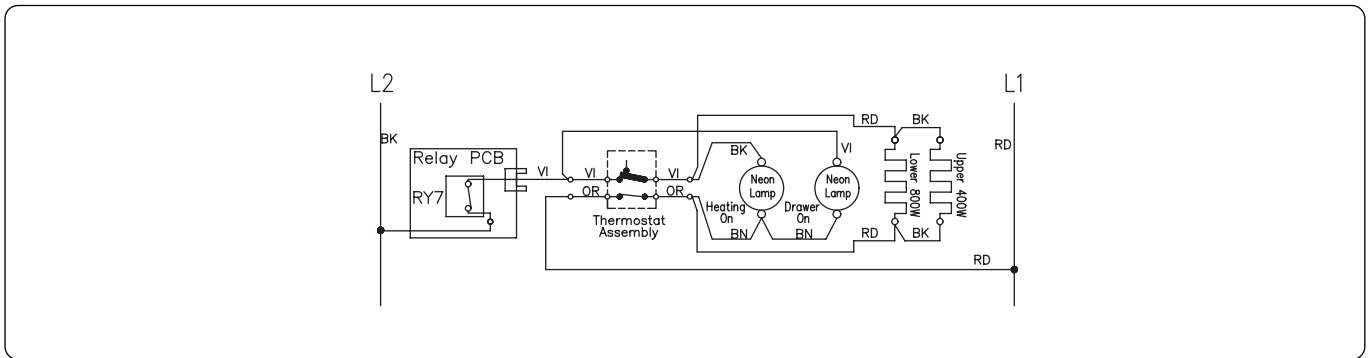 L2
L1
BK
RD
Relay PCB
RY7
VI
VI
OR
VI
OR
Thermostat
Assembly
BK
Heating
On
BN
Neon
Lamp
Drawer
On
BN
Neon
Lamp
VI
RD
BK
Lower 800W
Upper 400W
RD
BK
RD